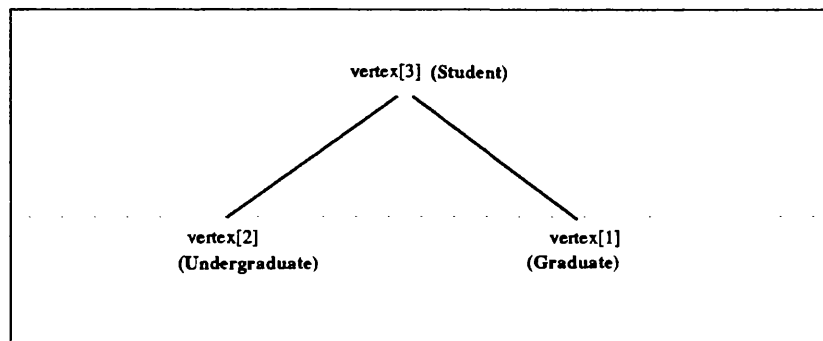 vertex[3] (Student)
vertex[2]
vertex[1]
(Undergraduate)
(Graduate)